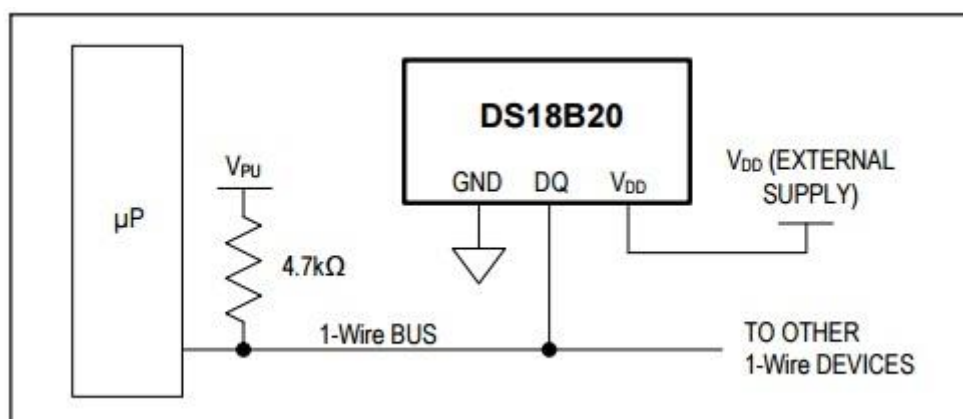 DS18B20
GND DQ VDD
VDD (EXTERNAL
SUPPLY)
VPU
µP
4.7kΩ
1-Wire BUS
TO OTHER
1-Wire DEVICES